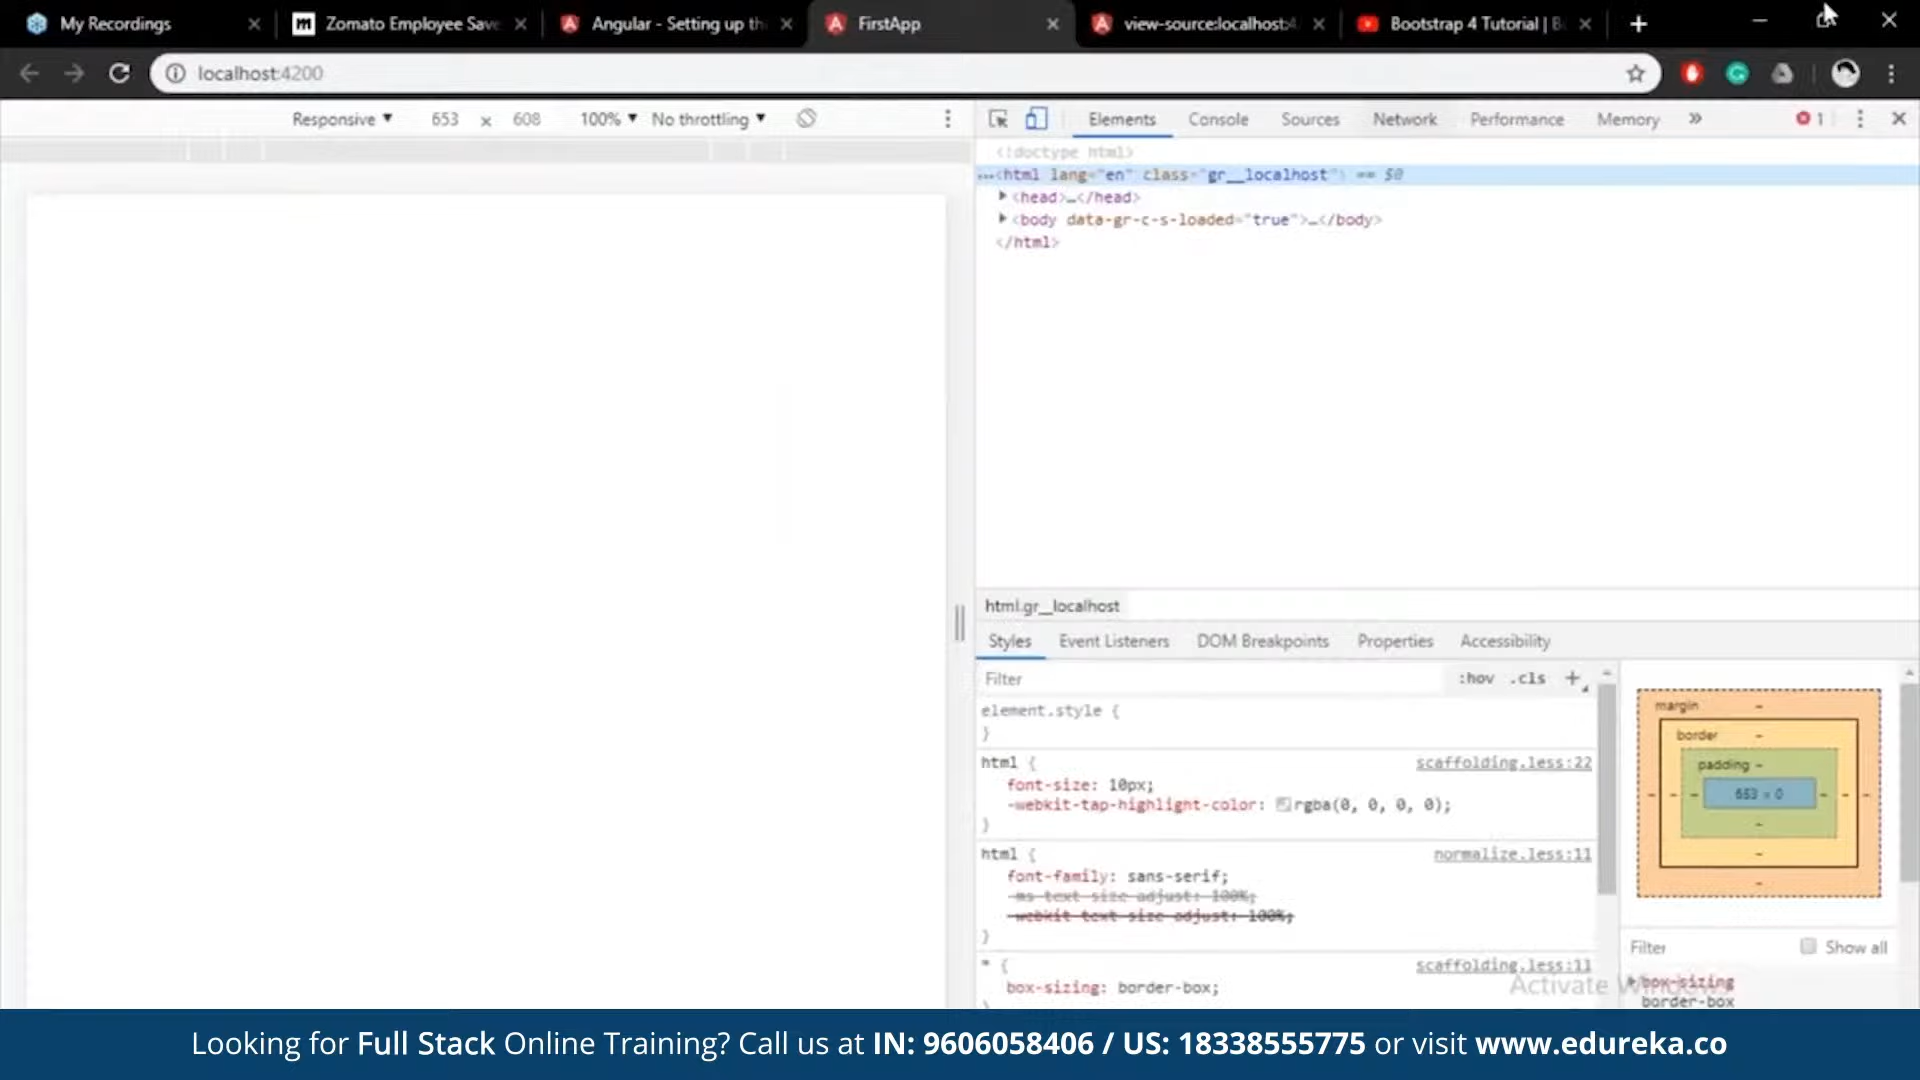 My Recordings
Zomato Employee Save
Angular - Setting up th
FirstApp
view-source:localhost:4
Bootstrap 4 Tutorial | B
localhost:4200
Responsive
653 x 608
100%
No throttling
Elements
Console
Sources
Network
Performance
Memory
»
1
<!doctype html>
…<html lang="en" class="gr__localhost"> == $0
<head>…</head>
<body data-gr-c-s-loaded="true">…</body>
</html>
html.gr__localhost
Styles
Event Listeners
DOM Breakpoints
Properties
Accessibility
Filter
:hov .cls +
element.style {
}
html {
scaffolding.less:22
font-size: 10px;
-webkit-tap-highlight-color: rgba(0, 0, 0, 0);
}
html {
normalize.less:11
font-family: sans-serif;
-ms-text-size-adjust: 100%;
-webkit-text-size-adjust: 100%;
}
* {
scaffolding.less:11
box-sizing: border-box;
margin -
border -
padding -
653 × 0
Filter
Show all
box-sizing
border-box
Activate Windows
Looking for Full Stack Online Training? Call us at IN: 9606058406 / US: 18338555775 or visit www.edureka.co